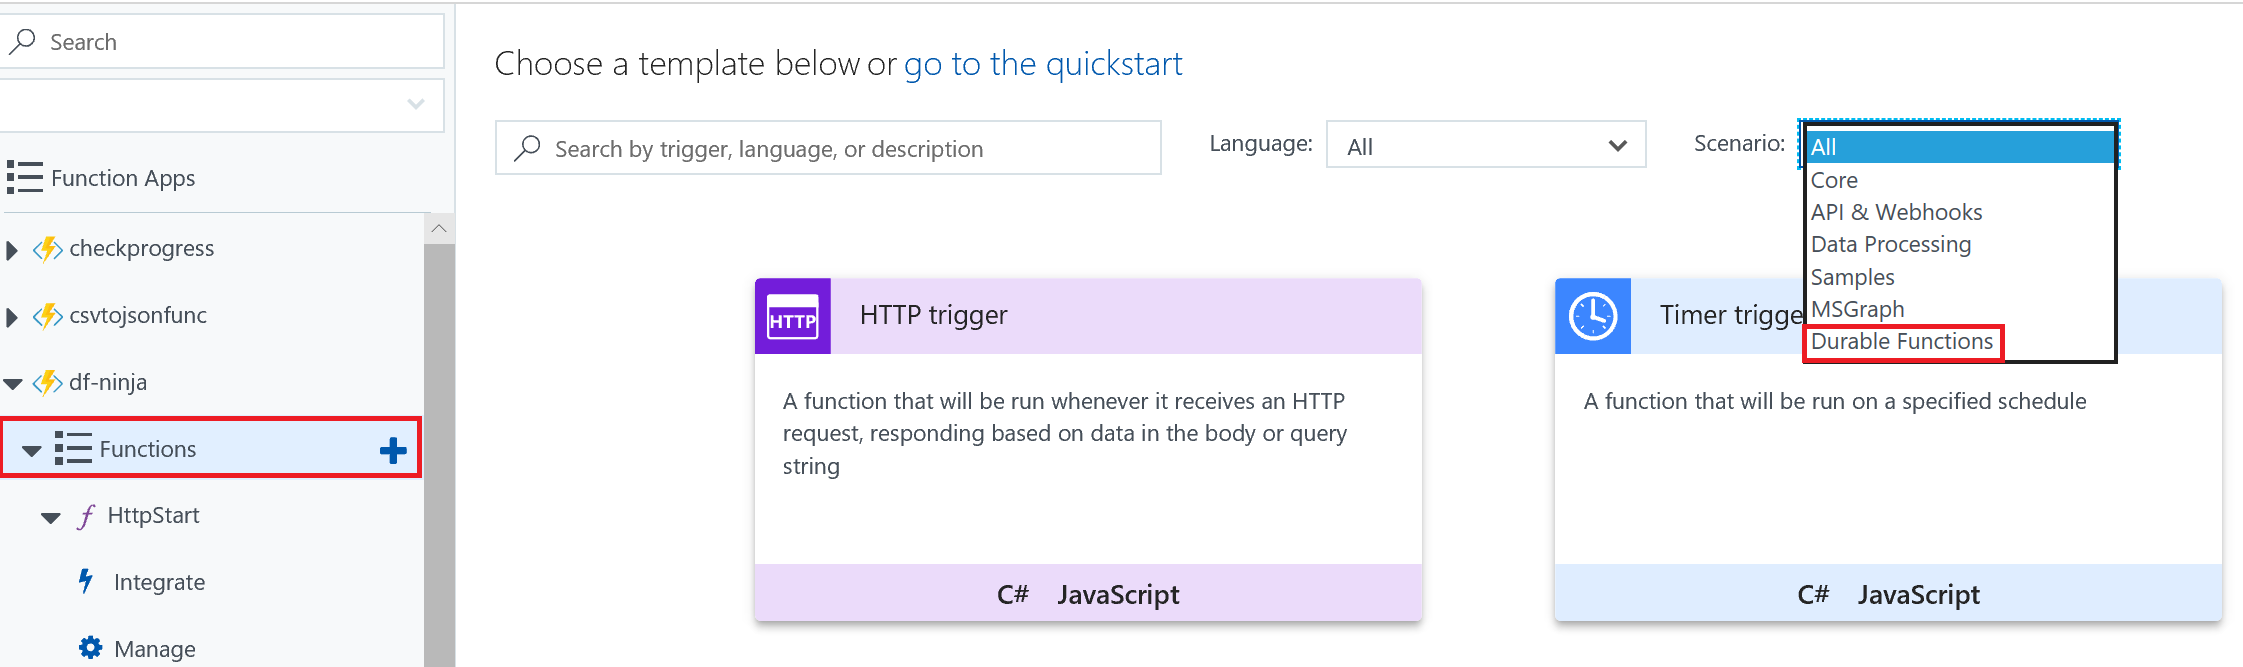 Search
Function Apps
checkprogress
csvtojsonfunc
df-ninja
Functions
HttpStart
Integrate
Manage
Choose a template below or go to the quickstart
Search by trigger, language, or description
Language: All
Scenario:
All
Core
API & Webhooks
Data Processing
Samples
MSGraph
Durable Functions
HTTP
HTTP trigger
A function that will be run whenever it receives an HTTP
request, responding based on data in the body or query
string
C# JavaScript
Timer trigge
A function that will be run on a specified schedule
C# JavaScript